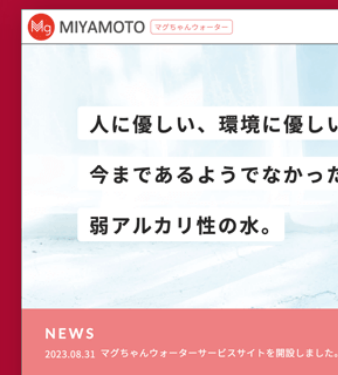 Mg MIYAMOTO マグちゃんウォーター
人に優しい、環境に優しい
今まであるようでなかった
弱アルカリ性の水。
NEWS
2023.08.31 マグちゃんウォーターサービスサイトを開設しました。